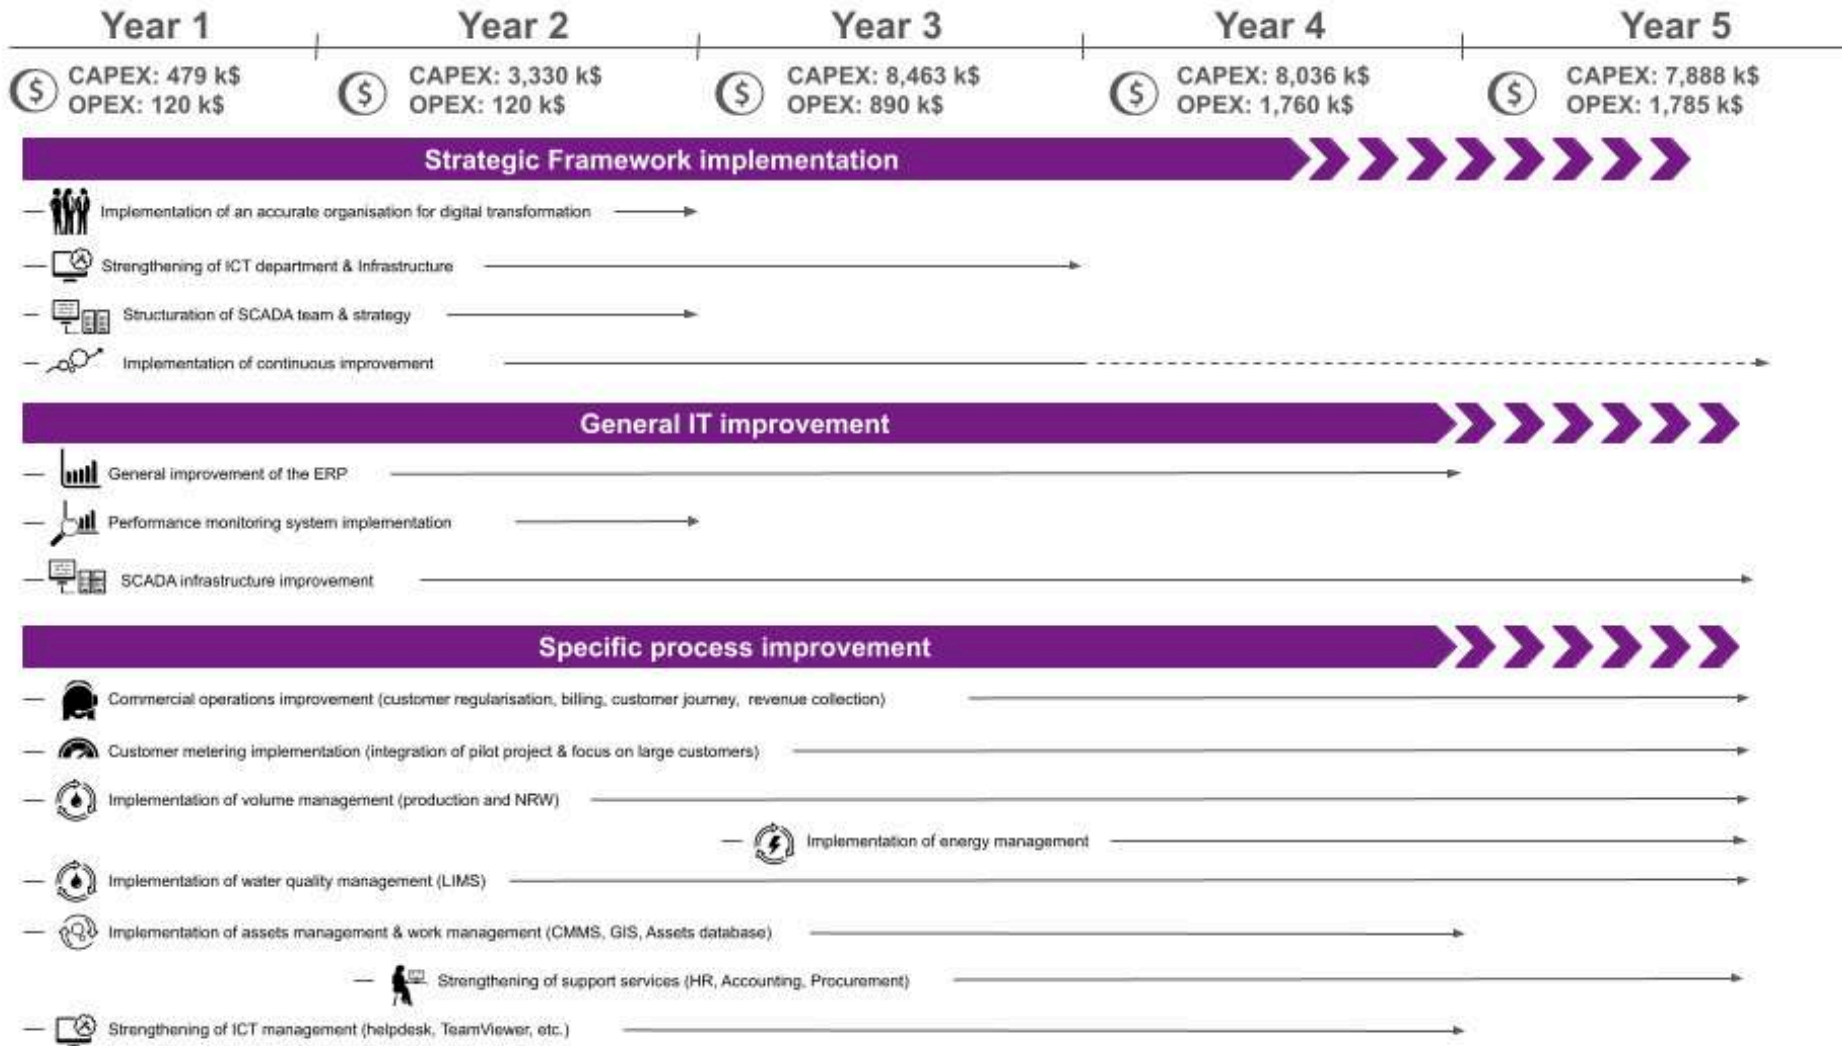 Year 1
Year 2
Year 3
Year 4
Year 5
CAPEX: 479 k$
OPEX: 120 k$
CAPEX: 3,330 k$
OPEX: 120 k$
CAPEX: 8,463 k$
OPEX: 890 k$
CAPEX: 8,036 k$
OPEX: 1,760 k$
CAPEX: 7,888 k$
OPEX: 1,785 k$
Strategic Framework implementation
Implementation of an accurate organisation for digital transformation
Strengthening of ICT department & Infrastructure
Structuration of SCADA team & strategy
Implementation of continuous improvement
General IT improvement
General improvement of the ERP
Performance monitoring system implementation
SCADA infrastructure improvement
Specific process improvement
Commercial operations improvement (customer regularisation, billing, customer journey, revenue collection)
Customer metering implementation (integration of pilot project & focus on large customers)
Implementation of volume management (production and NRW)
Implementation of energy management
Implementation of water quality management (LIMS)
Implementation of assets management & work management (CMMS, GIS, Assets database)
Strengthening of support services (HR, Accounting, Procurement)
Strengthening of ICT management (helpdesk, TeamViewer, etc.)